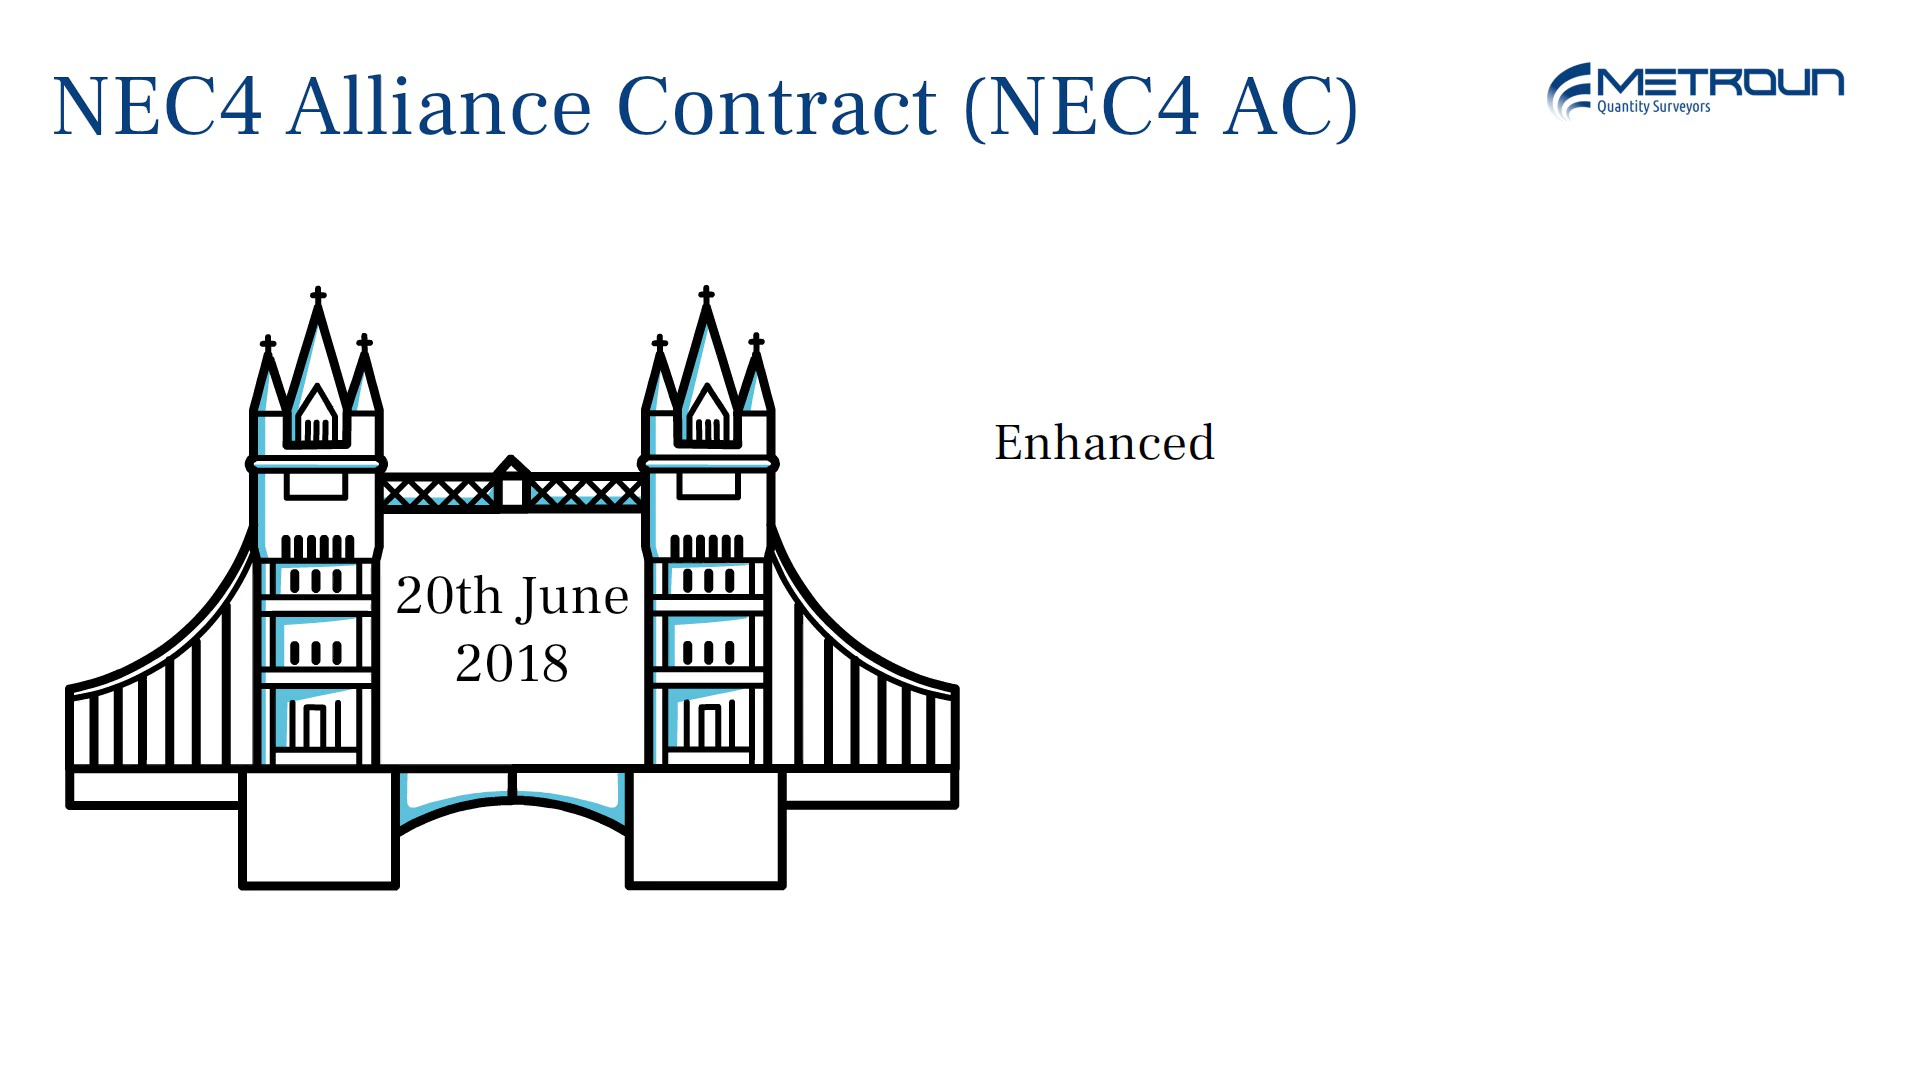 NEC4 Alliance Contract (NEC4 AC)
METROUN
Quantity Surveyors
Enhanced
20th June
2018